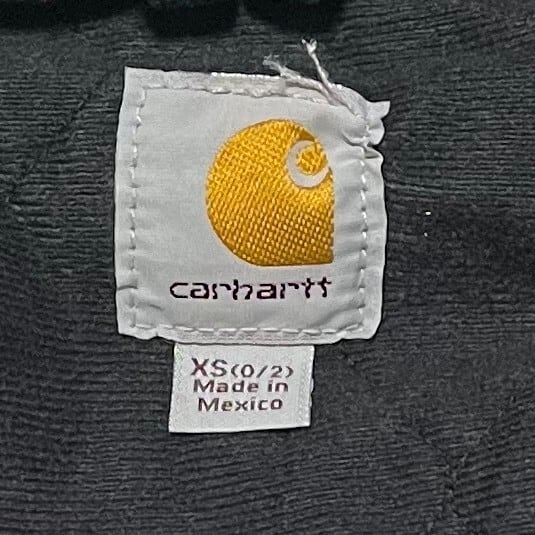 carhartt
XS(0/2)
Made in
Mexico